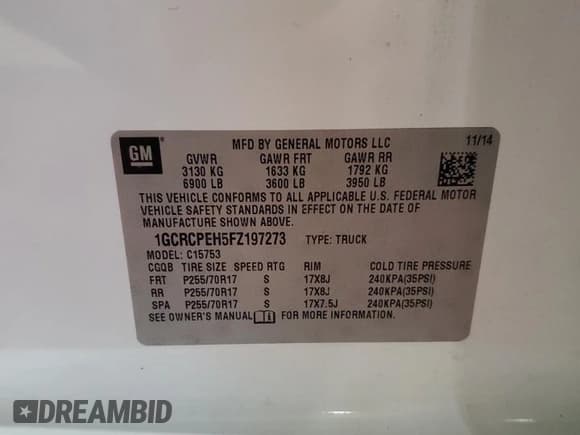 GM
MFD BY GENERAL MOTORS LLC 11/14
GVWR GAWR FRT GAWR RR
3130 KG 1633 KG 1792 KG
6900 LB 3600 LB 3950 LB
THIS VEHICLE CONFORMS TO ALL APPLICABLE U.S. FEDERAL MOTOR
VEHICLE SAFETY STANDARDS IN EFFECT ON THE DATE OF
MANUFACTURE SHOWN ABOVE.
1GCRCPEH5FZ197273 TYPE: TRUCK
MODEL: C15753
CGQB TIRE SIZE SPEED RTG RIM COLD TIRE PRESSURE
FRT P255/70R17 S 17X8J 240KPA(35PSI)
RR P255/70R17 S 17X8J 240KPA(35PSI)
SPA P255/70R17 S 17X7.5J 240KPA(35PSI)
SEE OWNER'S MANUAL FOR MORE INFORMATION.
DREAMBID